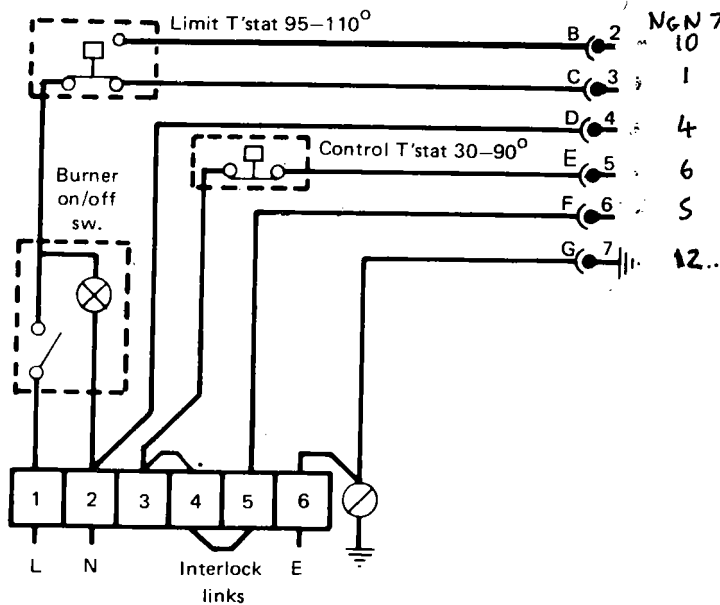 Limit T'stat 95–110°
NGN 7
B 2 10
C 3 1
D 4 4
Control T'stat 30–90°
E 5 6
Burner
on/off
sw.
F 6 5
G 7 12..
1 2 3 4 5 6
L N Interlock E
links